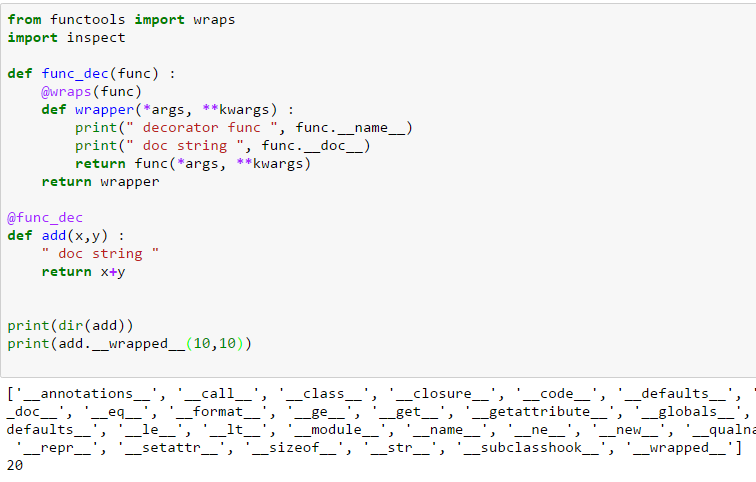 from functools import wraps
import inspect
def func_dec(func) :
@wraps(func)
def wrapper(*args, **kwargs) :
print(" decorator func ", func.__name__)
print(" doc string ", func.__doc__)
return func(*args, **kwargs)
return wrapper
@func_dec
def add(x,y) :
" doc string "
return x+y
print(dir(add))
print(add.__wrapped__(10,10))
['__annotations__', '__call__', '__class__', '__closure__', '__code__', '__defaults__', '
_doc__', '__eq__', '__format__', '__ge__', '__get__', '__getattribute__', '__globals__',
defaults__', '__le__', '__lt__', '__module__', '__name__', '__ne__', '__new__', '__qualna
'__repr__', '__setattr__', '__sizeof__', '__str__', '__subclasshook__', '__wrapped__']
20